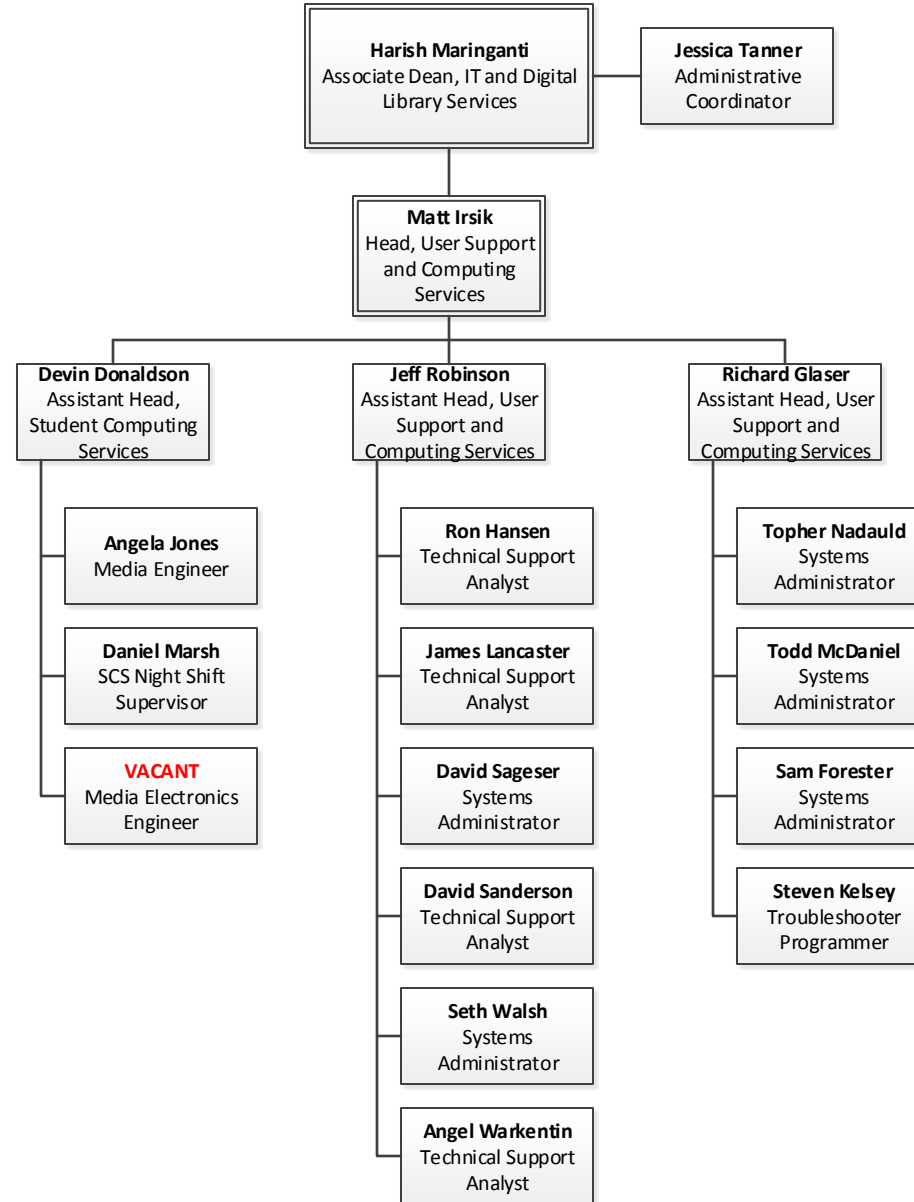 Harish Maringanti
Associate Dean, IT and Digital
Library Services
Jessica Tanner
Administrative
Coordinator
Matt Irsik
Head, User Support
and Computing
Services
Devin Donaldson
Assistant Head,
Student Computing
Services
Jeff Robinson
Assistant Head, User
Support and
Computing Services
Richard Glaser
Assistant Head, User
Support and
Computing Services
Angela Jones
Media Engineer
Daniel Marsh
SCS Night Shift
Supervisor
VACANT
Media Electronics
Engineer
Ron Hansen
Technical Support
Analyst
James Lancaster
Technical Support
Analyst
David Sageser
Systems
Administrator
David Sanderson
Technical Support
Analyst
Seth Walsh
Systems
Administrator
Angel Warkentin
Technical Support
Analyst
Topher Nadauld
Systems
Administrator
Todd McDaniel
Systems
Administrator
Sam Forester
Systems
Administrator
Steven Kelsey
Troubleshooter
Programmer